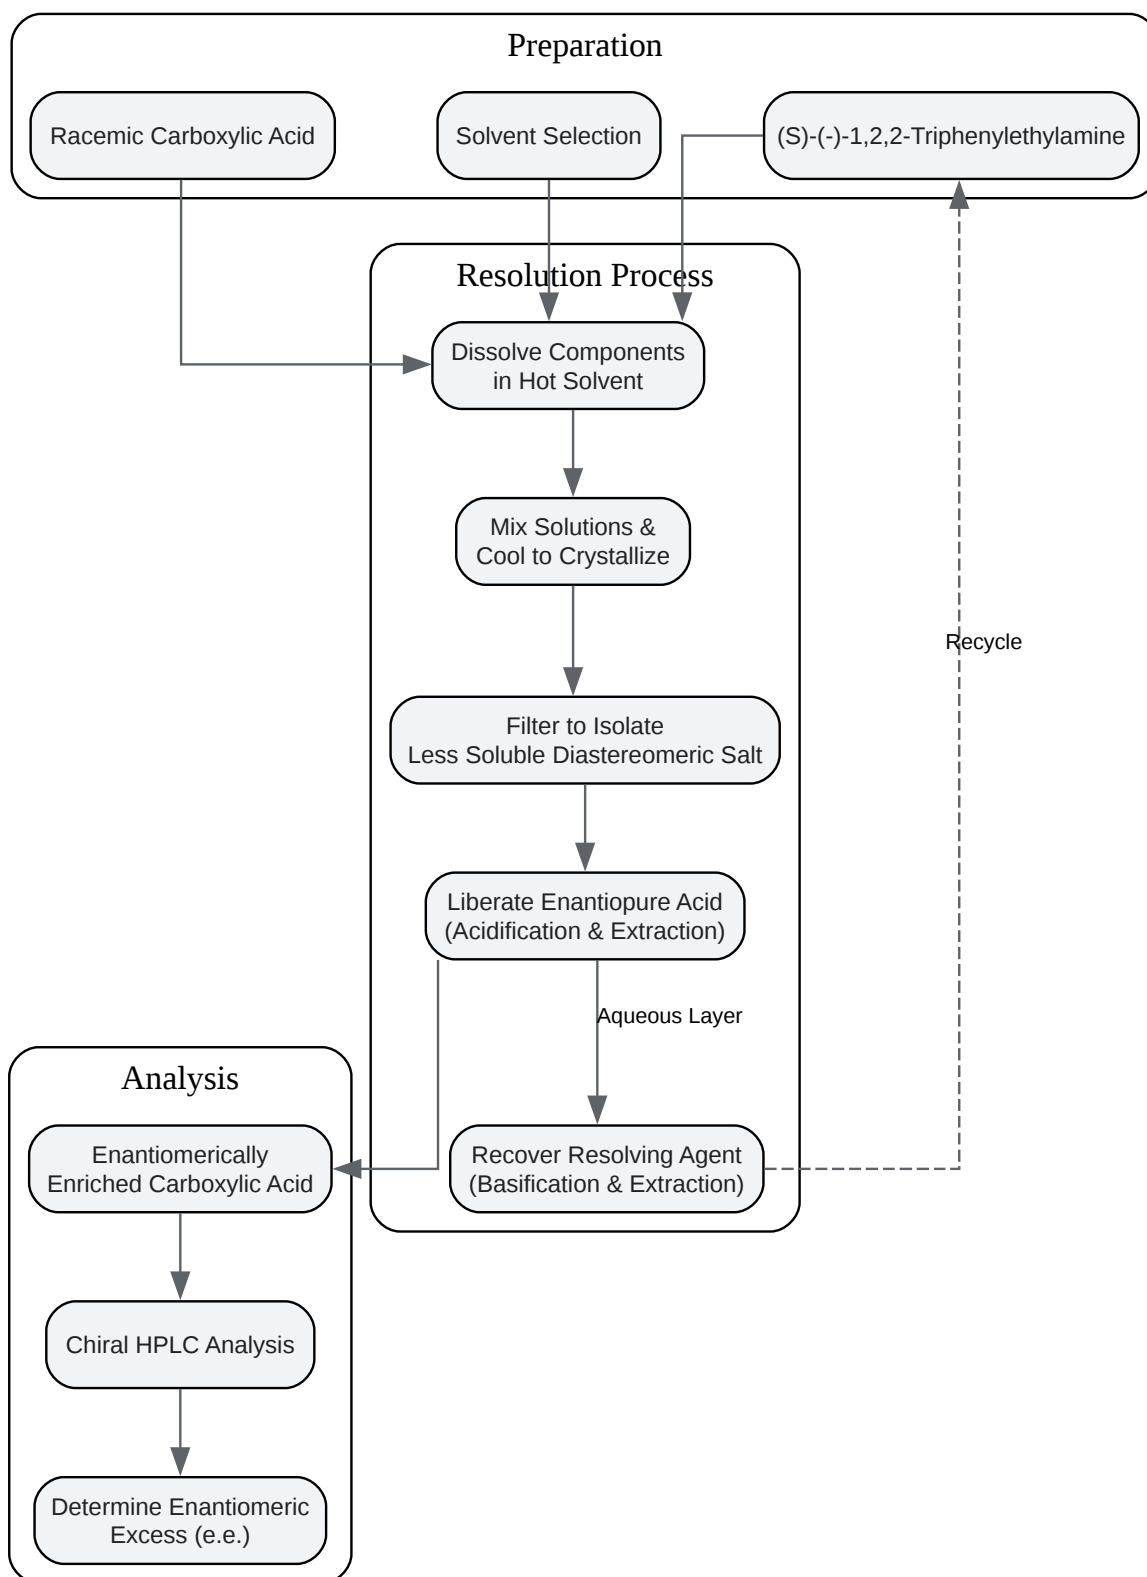 Preparation
Racemic Carboxylic Acid
Solvent Selection
(S)-(-)-1,2,2-Triphenylethylamine
Resolution Process
Dissolve Components
in Hot Solvent
Mix Solutions &
Cool to Crystallize
Recycle
Filter to Isolate
Less Soluble Diastereomeric Salt
Liberate Enantiopure Acid
(Acidification & Extraction)
Aqueous Layer
Recover Resolving Agent
(Basification & Extraction)
Analysis
Enantiomerically
Enriched Carboxylic Acid
Chiral HPLC Analysis
Determine Enantiomeric
Excess (e.e.)